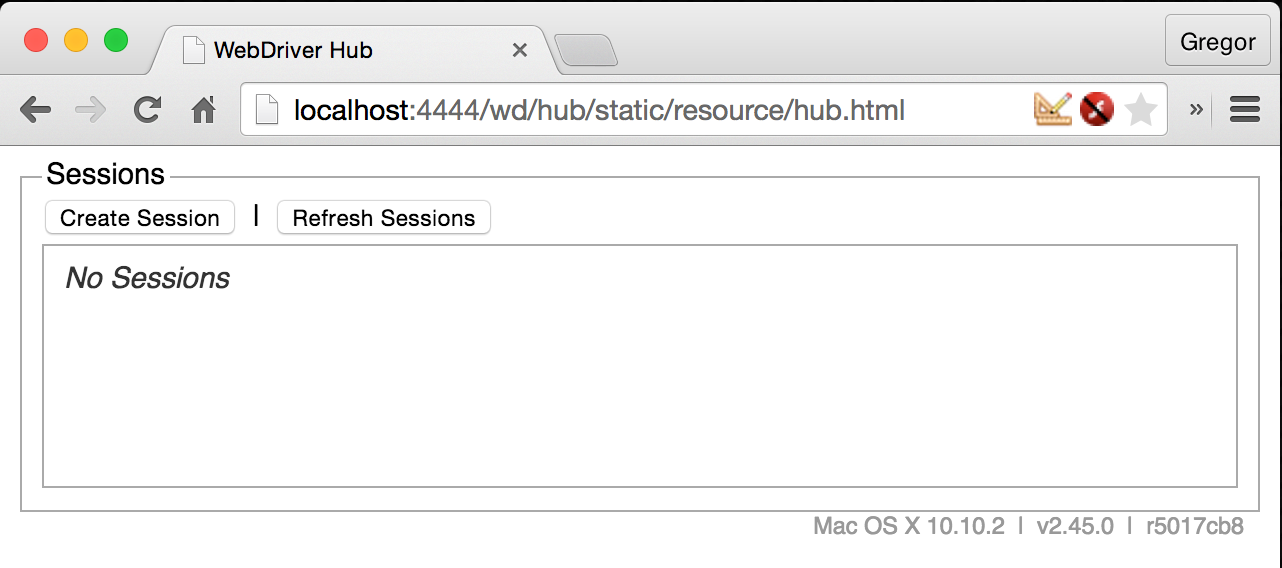 WebDriver Hub
Gregor
localhost:4444/wd/hub/static/resource/hub.html
Sessions
Create Session | Refresh Sessions
No Sessions
Mac OS X 10.10.2 | v2.45.0 | r5017cb8